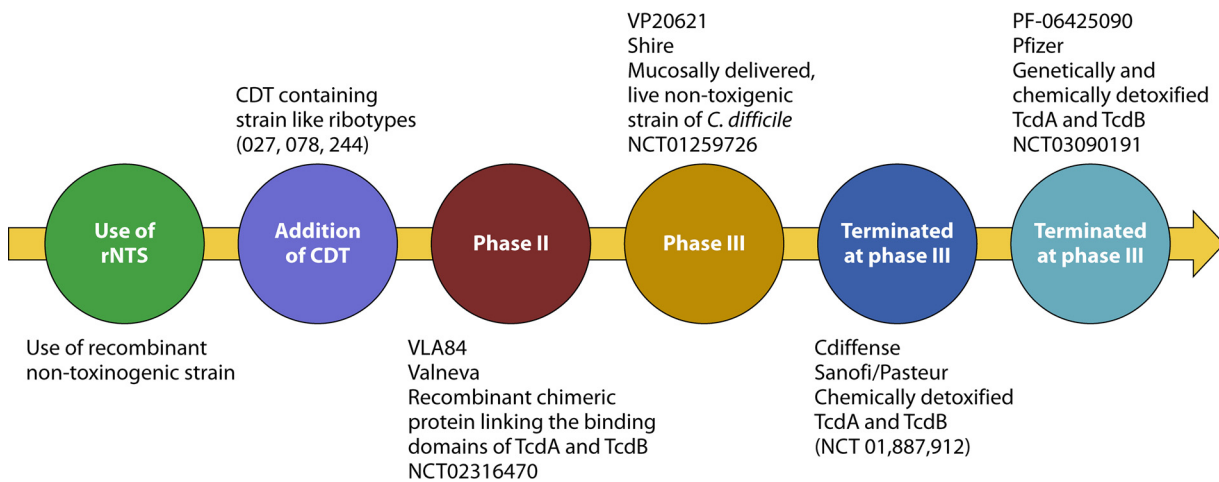 Use of
rNTS
Use of recombinant
non-toxinogenic strain
CDT containing
strain like ribotypes
(027, 078, 244)
Addition
of CDT
Phase II
VLA84
Valneva
Recombinant chimeric
protein linking the binding
domains of TcdA and TcdB
NCT02316470
VP20621
Shire
Mucosally delivered,
live non-toxigenic
strain of C. difficile
NCT01259726
Phase III
Terminated
at phase III
Cdiffense
Sanofi/Pasteur
Chemically detoxified
TcdA and TcdB
(NCT 01,887,912)
PF-06425090
Pfizer
Genetically and
chemically detoxified
TcdA and TcdB
NCT03090191
Terminated
at phase III